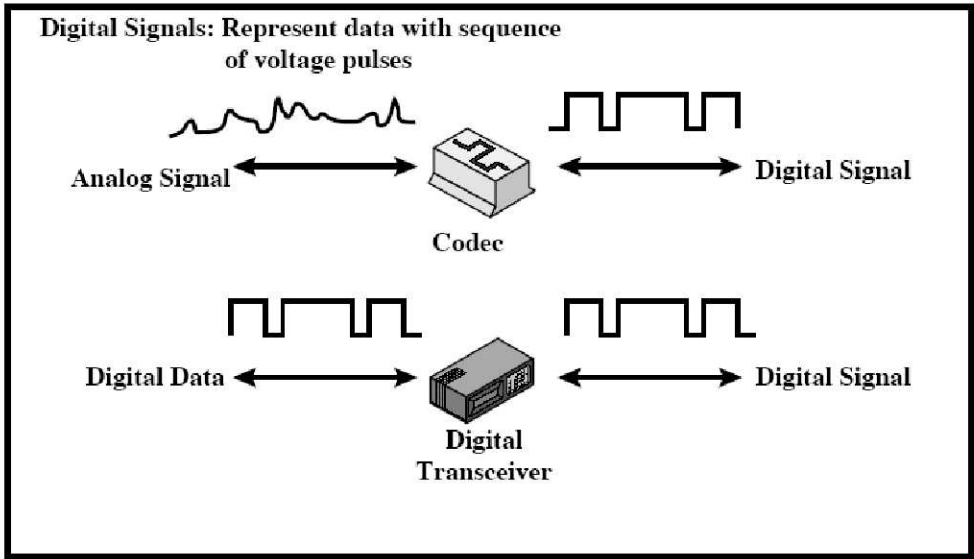 Digital Signals: Represent data with sequence
of voltage pulses
Analog Signal
Digital Signal
Codec
Digital Data
Digital Signal
Digital
Transceiver